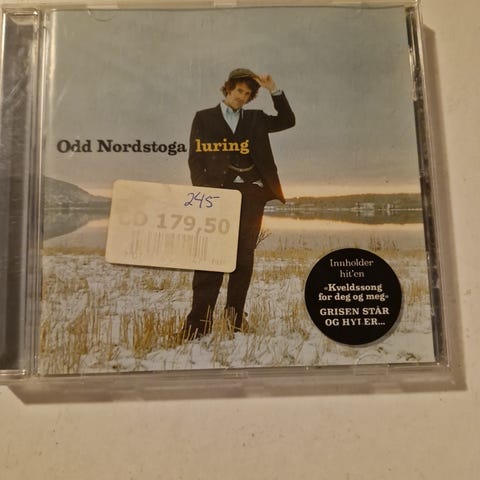 Odd Nordstoga luring
245-
CD 179,50
Innholder
hit'en
«Kveldssong
for deg og meg»
GRISEN STÅR
OG HYLER...